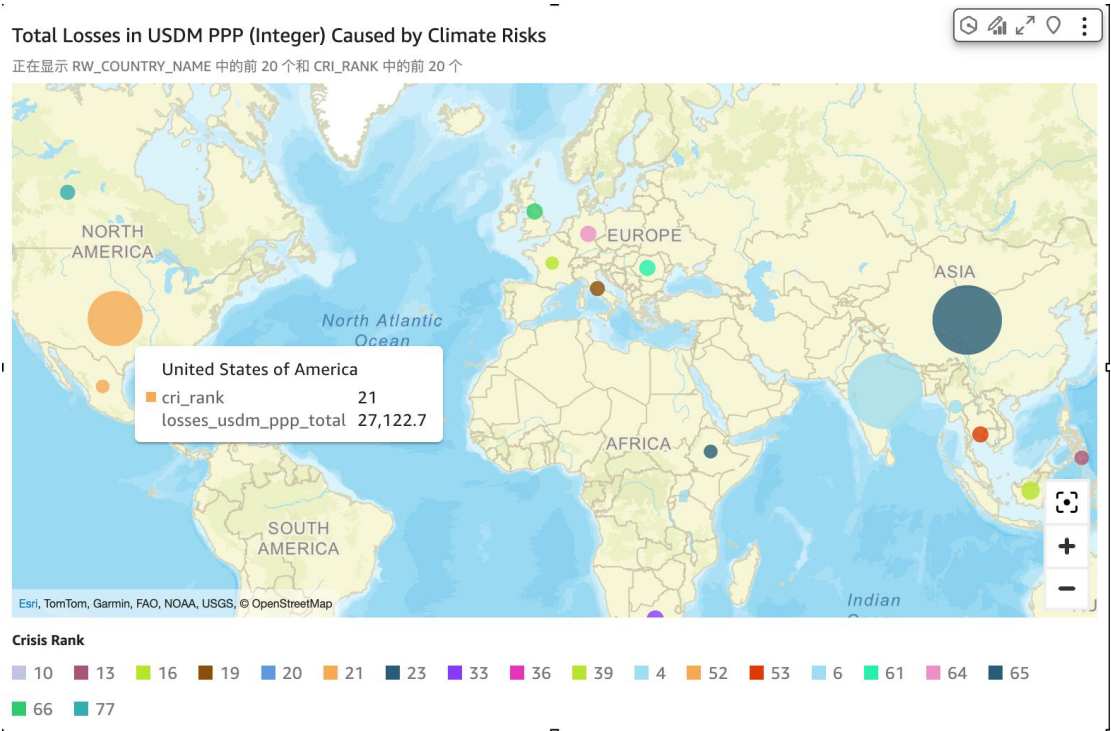 Total Losses in USDM PPP (Integer) Caused by Climate Risks
正在显示 RW_COUNTRY_NAME 中的前 20 个和 CRI_RANK 中的前 20 个
NORTH
AMERICA
EUROPE
ASIA
North Atlantic
Ocean
United States of America
cri_rank 21
losses_usdm_ppp_total 27,122.7
AFRICA
SOUTH
AMERICA
Indian
Esri, TomTom, Garmin, FAO, NOAA, USGS, © OpenStreetMap
Crisis Rank
10 13 16 19 20 21 23 33 36 39 4 52 53 6 61 64 65
66 77